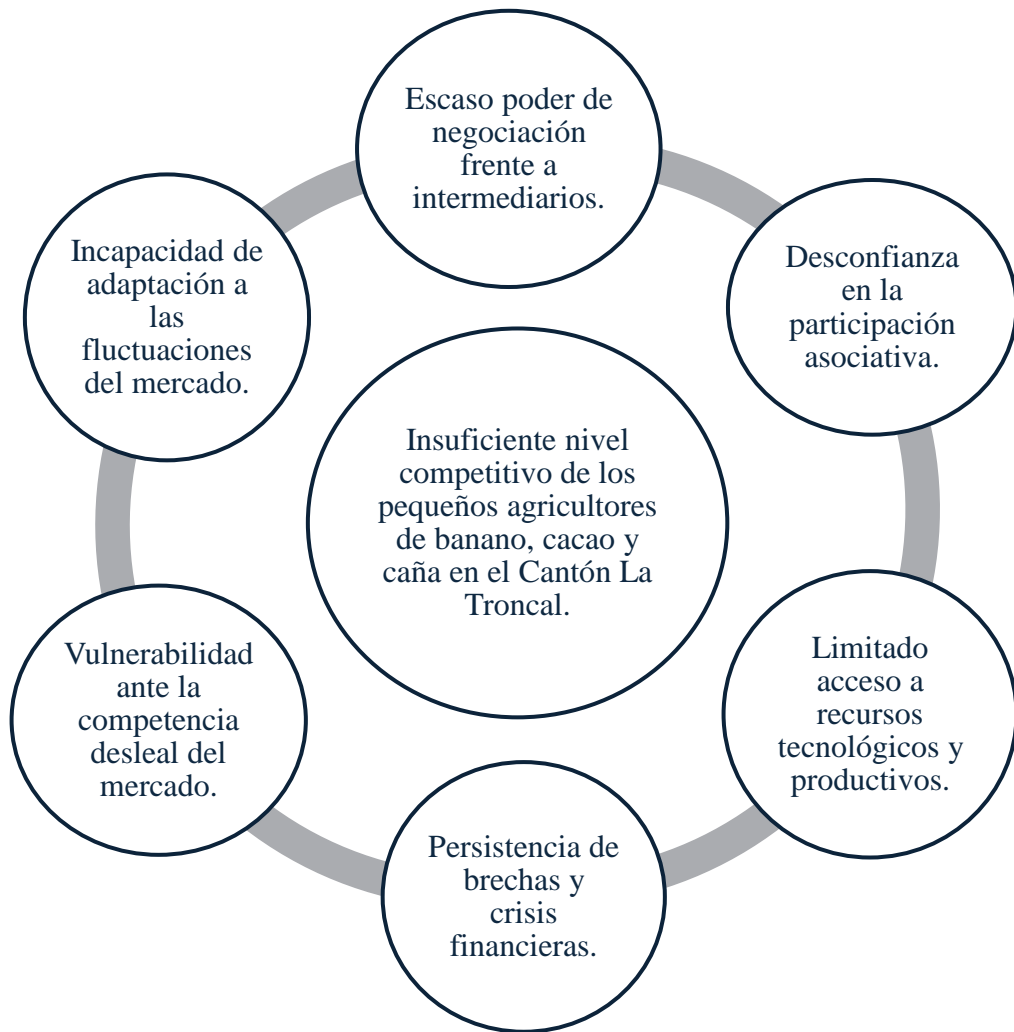 Escaso poder de
negociación
frente a
intermediarios.
Desconfianza
en la
participación
asociativa.
Limitado
acceso a
recursos
tecnológicos y
productivos.
Persistencia de
brechas y
crisis
financieras.
Vulnerabilidad
ante la
competencia
desleal del
mercado.
Incapacidad de
adaptación a
las
fluctuaciones
del mercado.
Insuficiente nivel
competitivo de los
pequeños agricultores
de banano, cacao y
caña en el Cantón La
Troncal.